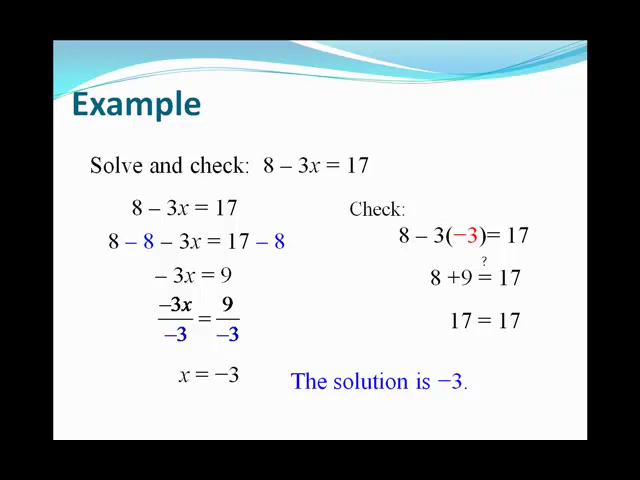 Example
Solve and check: 8 – 3x = 17
8 – 3x = 17
8 – 8 – 3x = 17 – 8
– 3x = 9
−3x/−3 = 9/−3
x = −3
Check:
8 – 3(−3)= 17
?
8 +9 = 17
17 = 17
The solution is −3.